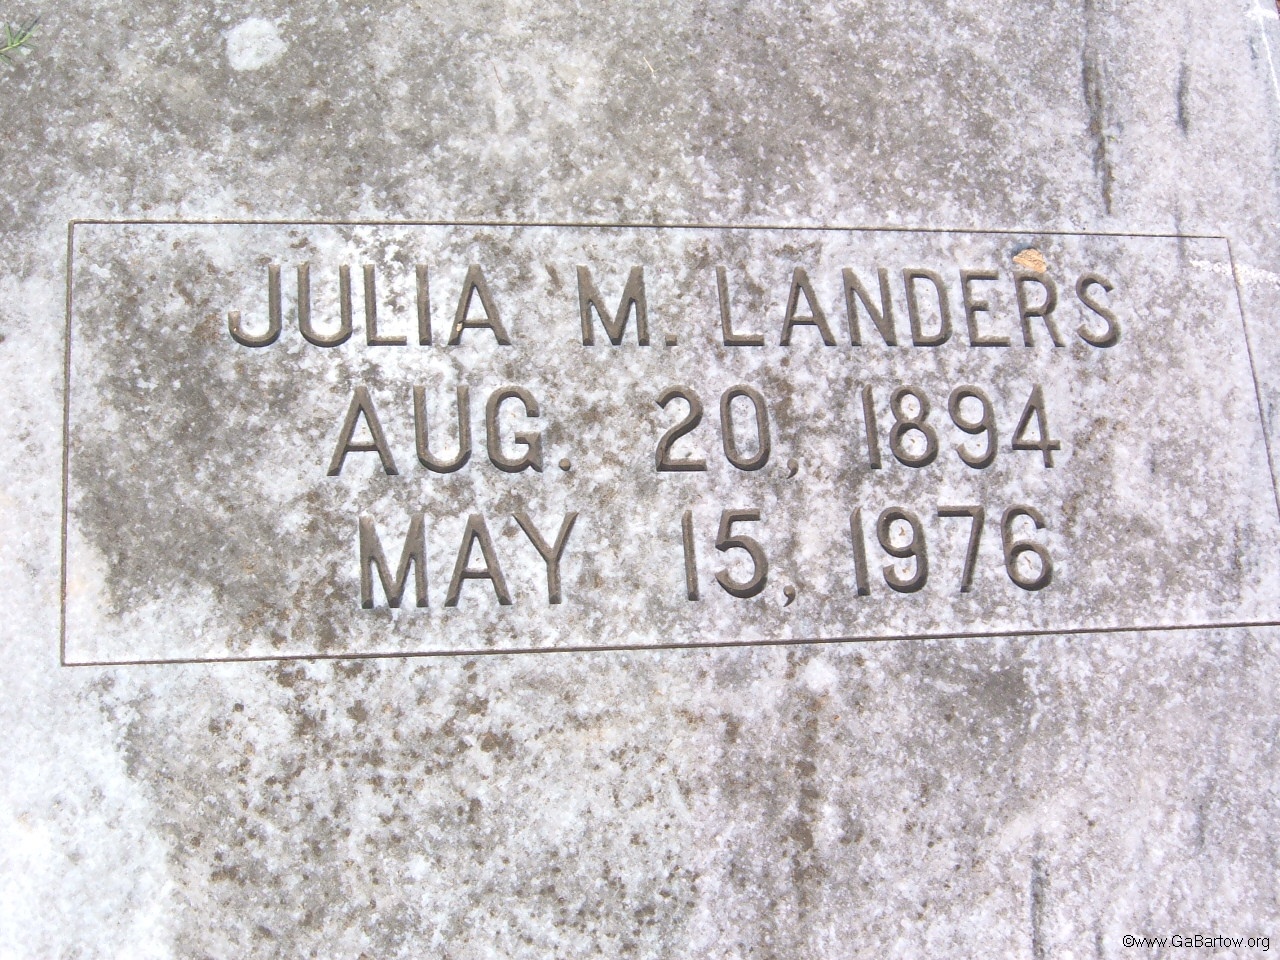 JULIA M. LANDERS
AUG. 20, 1894
MAY 15, 1976
©www.GaBartow.org